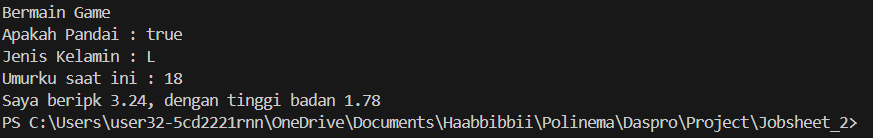 Bermain Game
Apakah Pandai : true
Jenis Kelamin : L
Umurku saat ini : 18
Saya beripk 3.24, dengan tinggi badan 1.78
PS C:\Users\user32-5cd2221rnn\OneDrive\Documents\Haabbibbii\Polinema\Daspro\Project\Jobsheet_2>